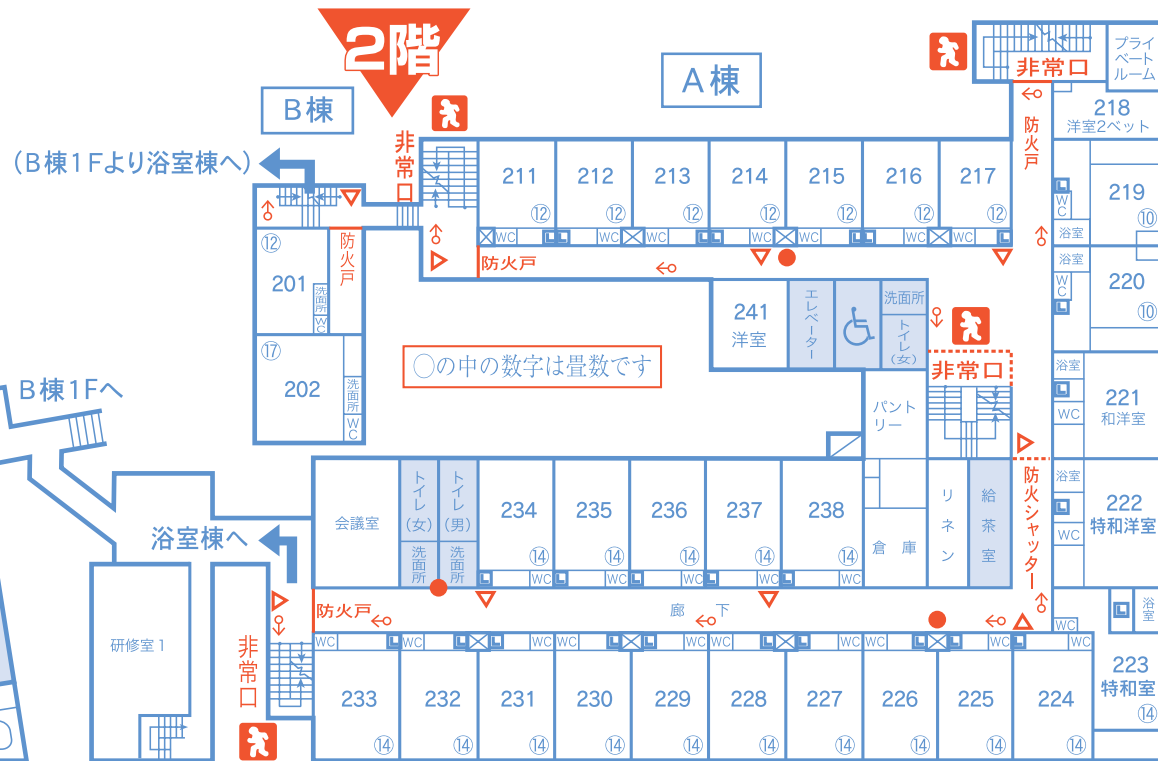 2階
A棟
B棟
(B棟1Fより浴室棟へ)
非常口
非常口
プライ
ベート
ルーム
防火戸
218
洋室2ベット
211
212
213
214
215
216
217
⑫
⑫
⑫
⑫
⑫
⑫
⑫
WC
WC
WC
WC
WC
WC
WC
219
⑩
WC
浴室
防火戸
防火戸
⑫
201
洗面所
WC
241
洋室
エレベーター
洗面所
トイレ(女)
浴室
WC
220
⑩
⑰
202
洗面所
WC
○の中の数字は畳数です
非常口
浴室
WC
221
和洋室
B棟1Fへ
パント
リー
防火シャッター
浴室
WC
222
特和洋室
浴室棟へ
会議室
トイレ(女)
洗面所
トイレ(男)
洗面所
234
235
236
237
238
⑭
⑭
⑭
⑭
⑭
WC
WC
WC
WC
WC
倉庫
リネン
給茶室
防火戸
廊下
浴室
WC
223
特和室
⑭
研修室1
非常口
WC
WC
WC
WC
WC
WC
WC
WC
WC
WC
233
232
231
230
229
228
227
226
225
224
⑭
⑭
⑭
⑭
⑭
⑭
⑭
⑭
⑭
⑭